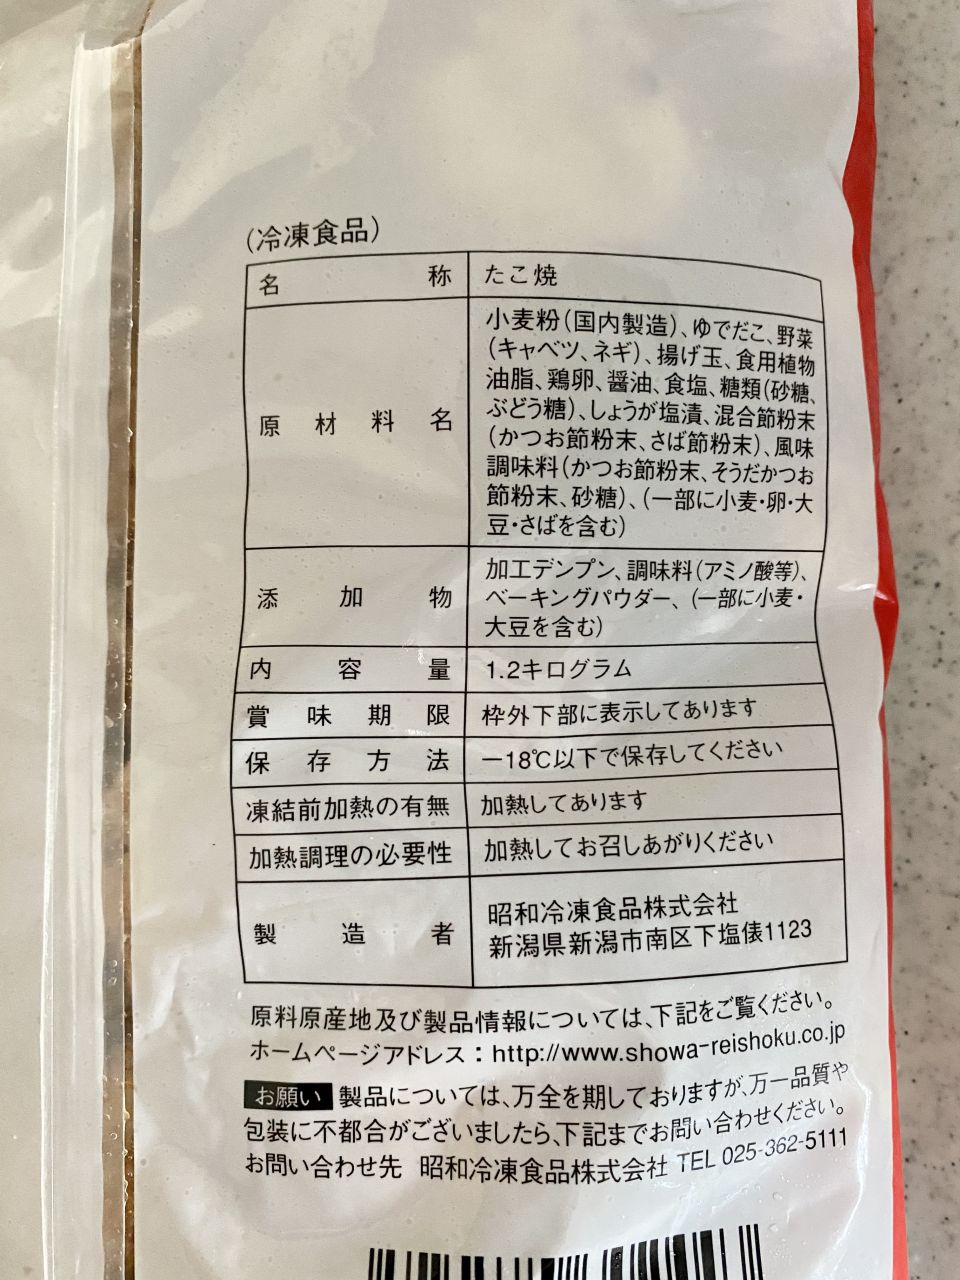 (冷凍食品)
名称 たこ焼
原材料名 小麦粉(国内製造)、ゆでだこ、野菜
(キャベツ、ネギ)、揚げ玉、食用植物
油脂、鶏卵、醤油、食塩、糖類(砂糖、
ぶどう糖)、しょうが塩漬、混合節粉末
(かつお節粉末、さば節粉末)、風味
調味料(かつお節粉末、そうだかつお
節粉末、砂糖)、(一部に小麦・卵・大
豆・さばを含む)
添加物 加工デンプン、調味料(アミノ酸等)、
ベーキングパウダー、(一部に小麦・
大豆を含む)
内容量 1.2キログラム
賞味期限 枠外下部に表示してあります
保存方法 −18℃以下で保存してください
凍結前加熱の有無 加熱してあります
加熱調理の必要性 加熱してお召しあがりください
製造者 昭和冷凍食品株式会社
新潟県新潟市南区下塩俵1123
原料原産地及び製品情報については、下記をご覧ください。
ホームページアドレス：http://www.showa-reishoku.co.jp
お願い 製品については、万全を期しておりますが、万一品質や
包装に不都合がございましたら、下記までお問い合わせください。
お問い合わせ先 昭和冷凍食品株式会社 TEL 025-362-5111